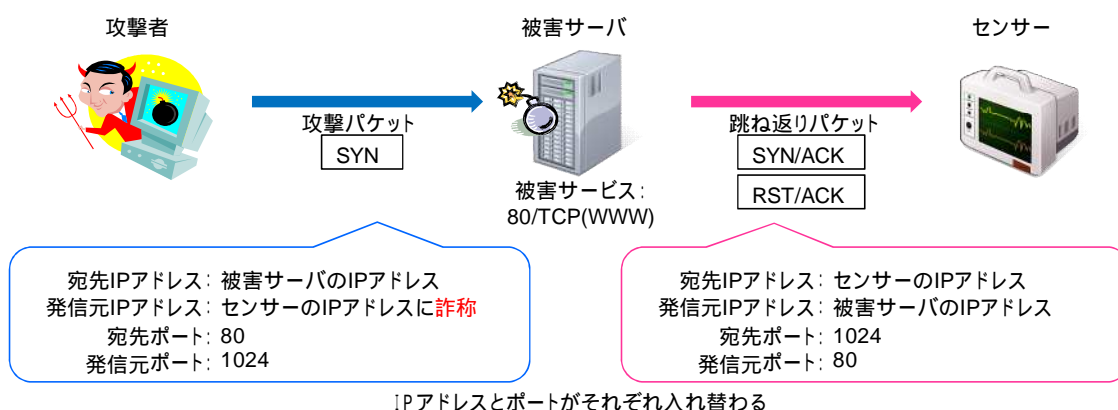 攻撃者
被害サーバ
センサー
攻撃パケット
SYN
跳ね返りパケット
SYN/ACK
RST/ACK
被害サービス:
80/TCP(WWW)
宛先IPアドレス: 被害サーバのIPアドレス
発信元IPアドレス: センサーのIPアドレスに詐称
宛先ポート: 80
発信元ポート: 1024
宛先IPアドレス: センサーのIPアドレス
発信元IPアドレス: 被害サーバのIPアドレス
宛先ポート: 1024
発信元ポート: 80
IPアドレスとポートがそれぞれ入れ替わる